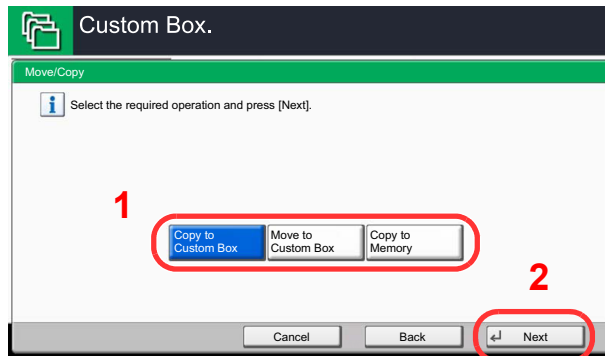 Custom Box.
Move/Copy
i Select the required operation and press [Next].
1
Copy to
Custom Box
Move to
Custom Box
Copy to
Memory
2
Cancel Back Next